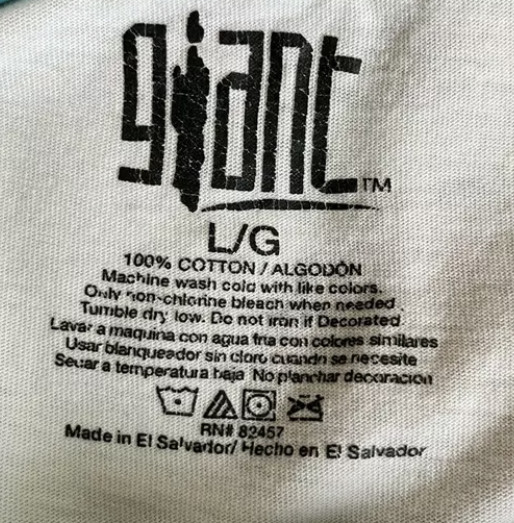 giant TM
L/G
100% COTTON / ALGODÓN
Machine wash cold with like colors.
Only non-chlorine bleach when needed.
Tumble dry low. Do not iron if Decorated
Lavar a maquina con agua fria con colores similares
Usar blanqueador sin cloro cuando se necesite
Secar a temperatura baja No planchar decoracion
RN# 82457
Made in El Salvador/ Hecho en El Salvador